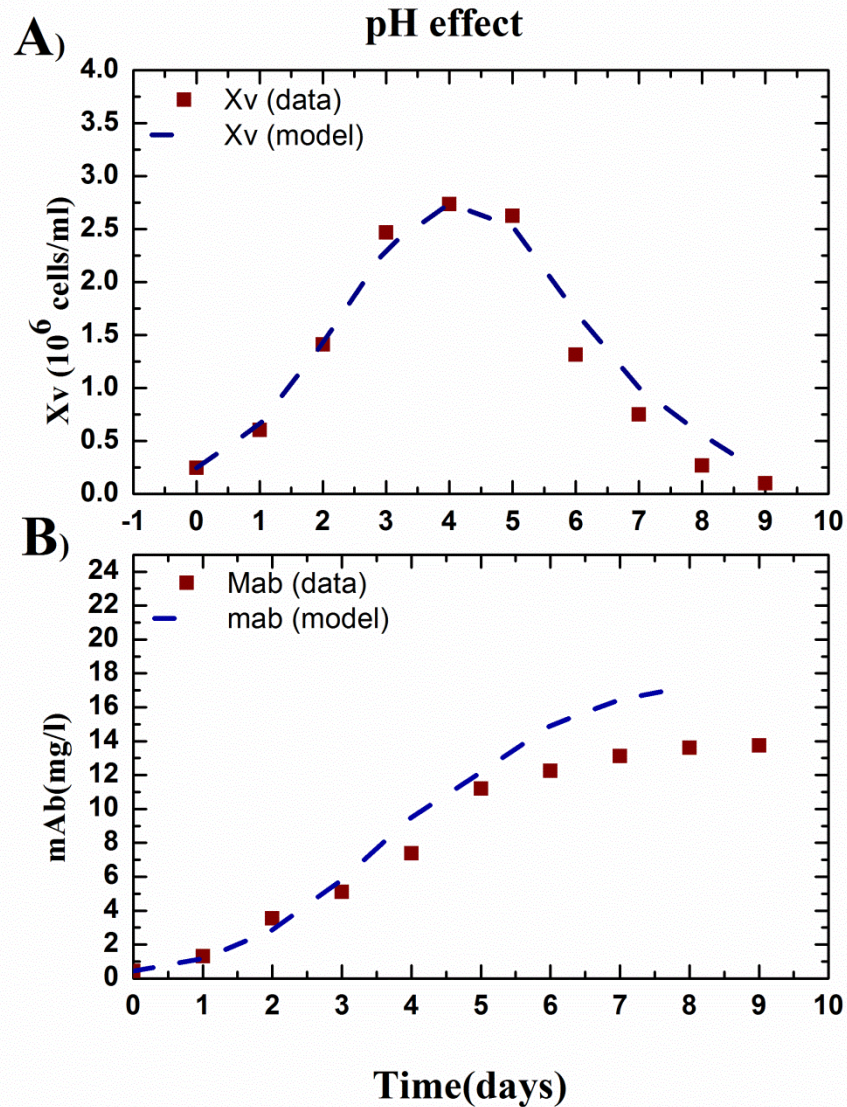 pH effect
A)
4.0
3.5
3.0
2.5
2.0
1.5
1.0
0.5
0.0
Xv (10⁶ cells/ml)
Xv (data)
Xv (model)
-1 0 1 2 3 4 5 6 7 8 9 10
B)
24
22
20
18
16
14
12
10
8
6
4
2
0
mAb(mg/l)
Mab (data)
mab (model)
0 1 2 3 4 5 6 7 8 9 10
Time(days)